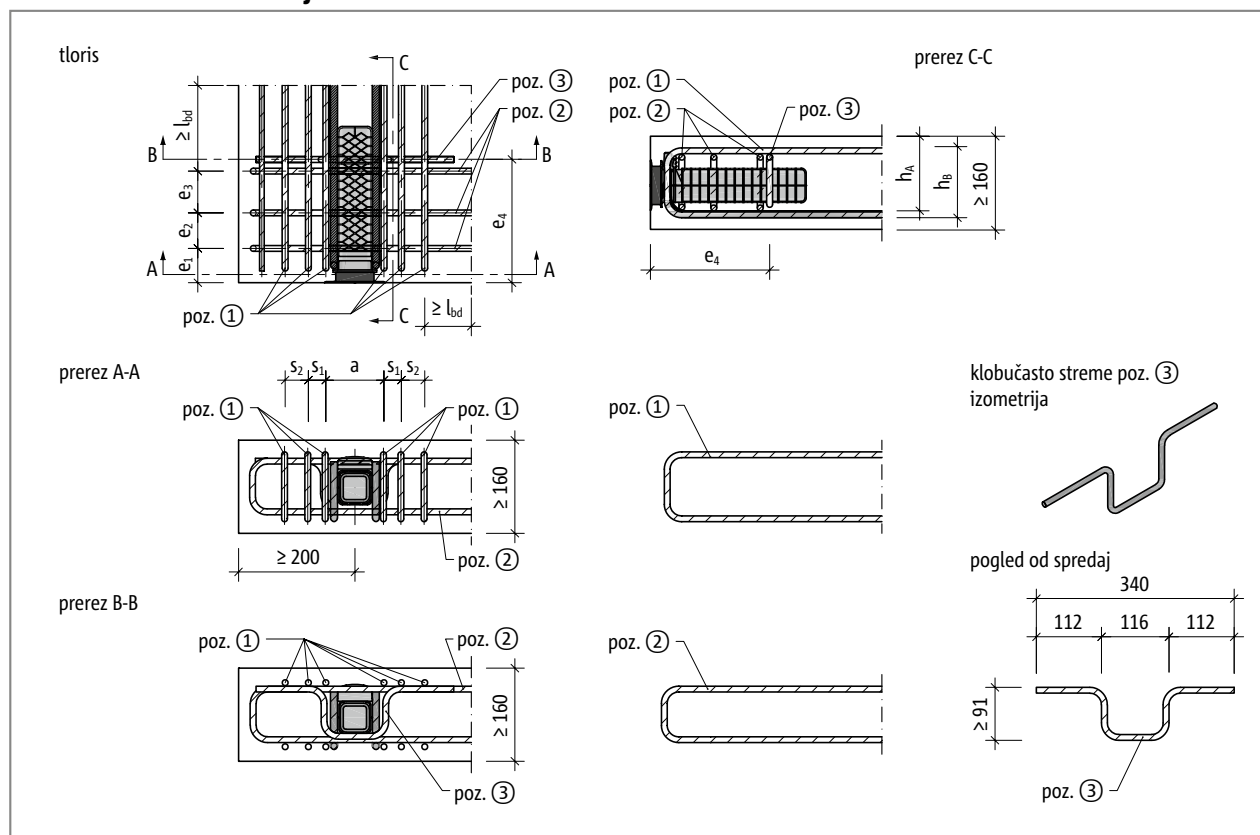 tloris
C
poz. ③
poz. ②
≥ l_bd
B
B
e₃
e₂
e₁
e₄
A
A
poz. ①
C
≥ l_bd
prerez C-C
poz. ①
poz. ②
poz. ③
h_A
h_B
≥ 160
e₄
prerez A-A
s₂ s₁ a s₁ s₂
poz. ①
poz. ①
≥ 160
≥ 200
poz. ②
poz. ①
klobučasto streme poz. ③
izometrija
prerez B-B
poz. ①
poz. ②
≥ 160
poz. ③
poz. ②
pogled od spredaj
340
112 116 112
≥ 91
poz. ③